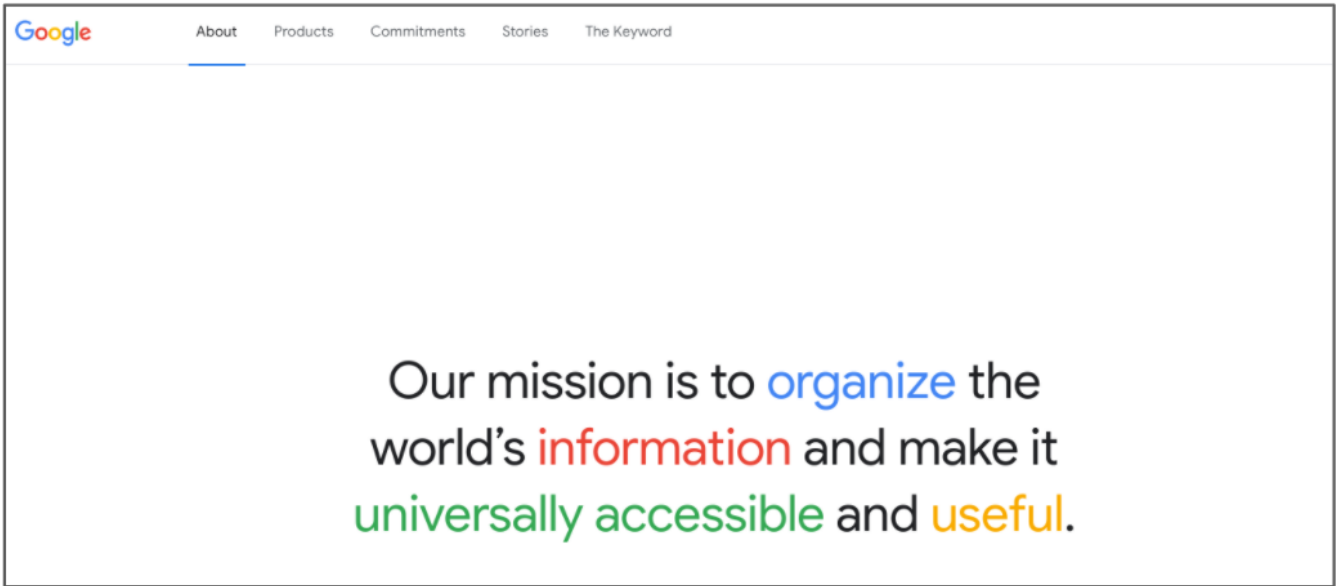 Google About Products Commitments Stories The Keyword
Our mission is to organize the
world’s information and make it
universally accessible and useful.